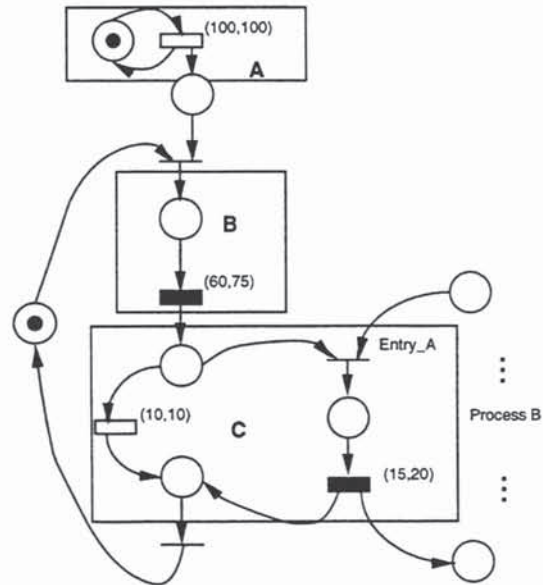 (100,100)
A
B
(60,75)
Entry_A
(10,10)
C
Process B
(15,20)